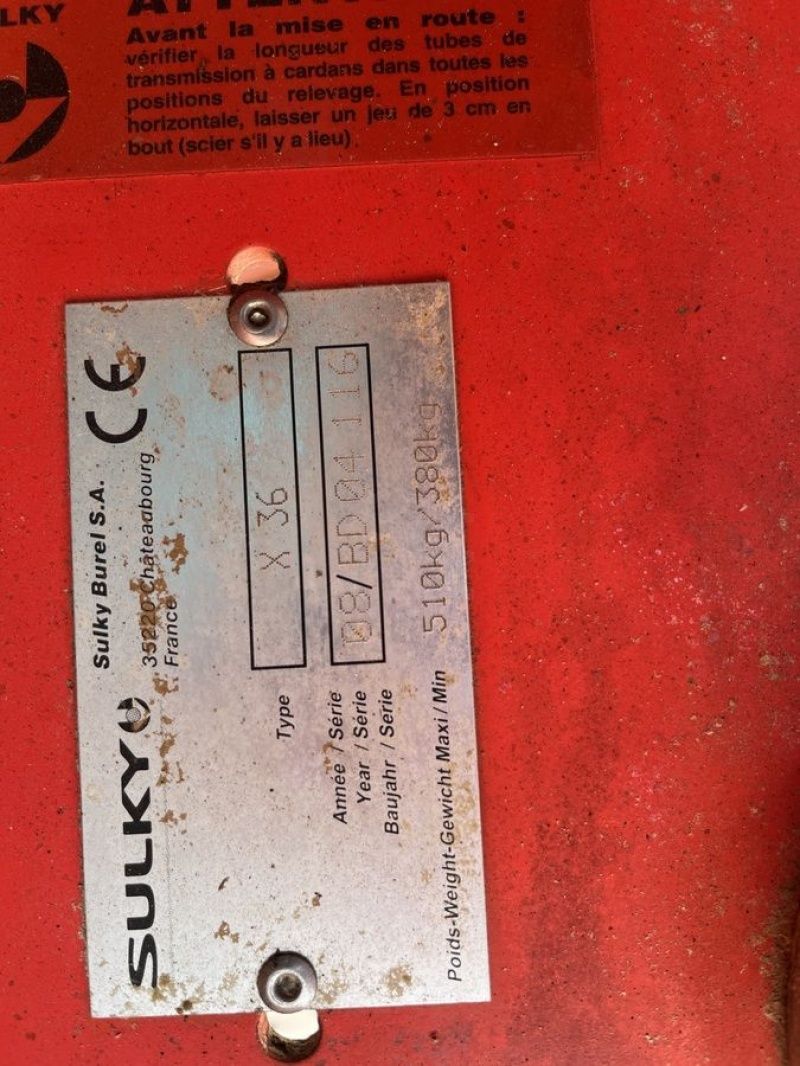 LKY
Avant la mise en route :
vérifier la longueur des tubes de
transmission à cardans dans toutes les
positions du relevage. En position
horizontale, laisser un jeu de 3 cm en
bout (scier s'il y a lieu).
SULKY
Sulky Burel S.A.
35220 Châteaubourg
France
CE
Type X 36
Année / Série
Year / Série
Baujahr / Serie
08/BD 04 116
Poids-Weight-Gewicht Maxi/Min 510kg/380kg